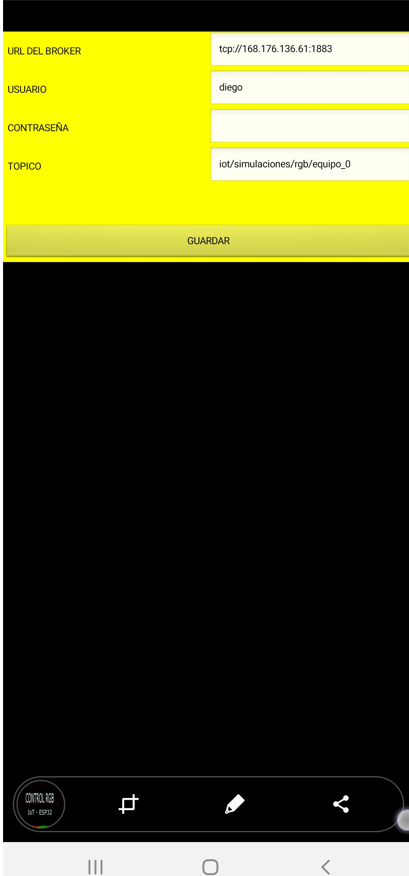 URL DEL BROKER
tcp://168.176.136.61:1883
USUARIO
diego
CONTRASEÑA
TOPICO
iot/simulaciones/rgb/equipo_0
GUARDAR
CONTROL RGB
IoT - ESP32